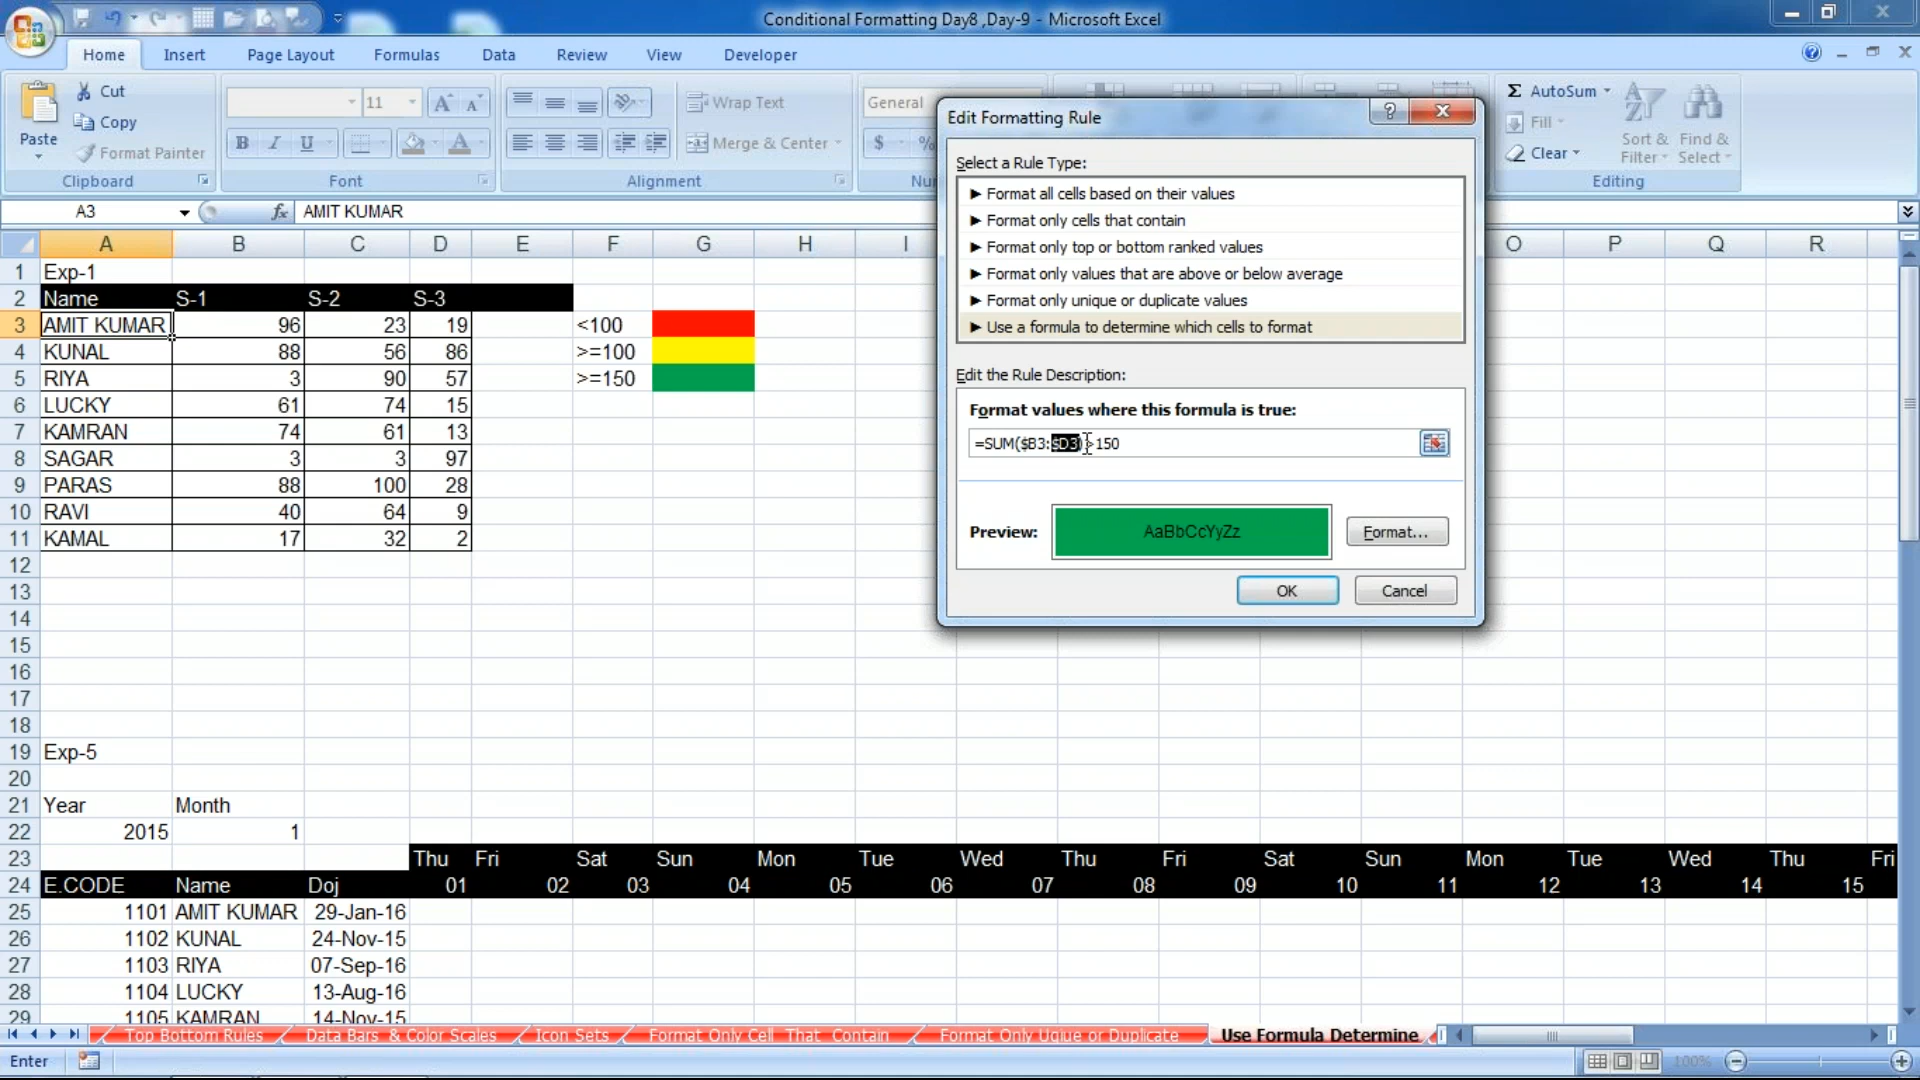 Conditional Formatting Day8 ,Day-9 - Microsoft Excel
Home Insert Page Layout Formulas Data Review View Developer
Paste
Cut
Copy
Format Painter
Clipboard
11
B I U
Font
Wrap Text
Merge & Center
Alignment
General
$ %
Nu
Σ AutoSum
Fill
Clear
Sort & Filter
Find & Select
Editing
A3 fx AMIT KUMAR
A B C D E F G H I O P Q R
1 Exp-1
2 Name S-1 S-2 S-3
3 AMIT KUMAR 96 23 19 <100
4 KUNAL 88 56 86 >=100
5 RIYA 3 90 57 >=150
6 LUCKY 61 74 15
7 KAMRAN 74 61 13
8 SAGAR 3 3 97
9 PARAS 88 100 28
10 RAVI 40 64 9
11 KAMAL 17 32 2
12
13
14
15
16
17
18
19 Exp-5
20
21 Year Month
22 2015 1
23 Thu Fri Sat Sun Mon Tue Wed Thu Fri Sat Sun Mon Tue Wed Thu Fri
24 E.CODE Name Doj 01 02 03 04 05 06 07 08 09 10 11 12 13 14 15
25 1101 AMIT KUMAR 29-Jan-16
26 1102 KUNAL 24-Nov-15
27 1103 RIYA 07-Sep-16
28 1104 LUCKY 13-Aug-16
29 1105 KAMRAN 14-Nov-15
Edit Formatting Rule
Select a Rule Type:
► Format all cells based on their values
► Format only cells that contain
► Format only top or bottom ranked values
► Format only values that are above or below average
► Format only unique or duplicate values
► Use a formula to determine which cells to format
Edit the Rule Description:
Format values where this formula is true:
=SUM($B3:$D3)>150
Preview: AaBbCcYyZz Format...
OK Cancel
Top Bottom Rules Data Bars & Color Scales Icon Sets Format Only Cell That Contain Format Only Uqiue or Duplicate Use Formula Determine
Enter 100%